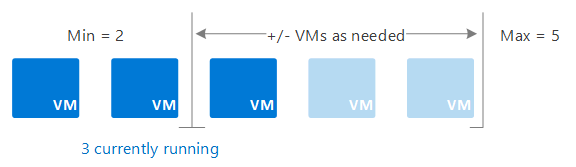 Min = 2
+/- VMs as needed
Max = 5
VM
VM
VM
VM
VM
3 currently running